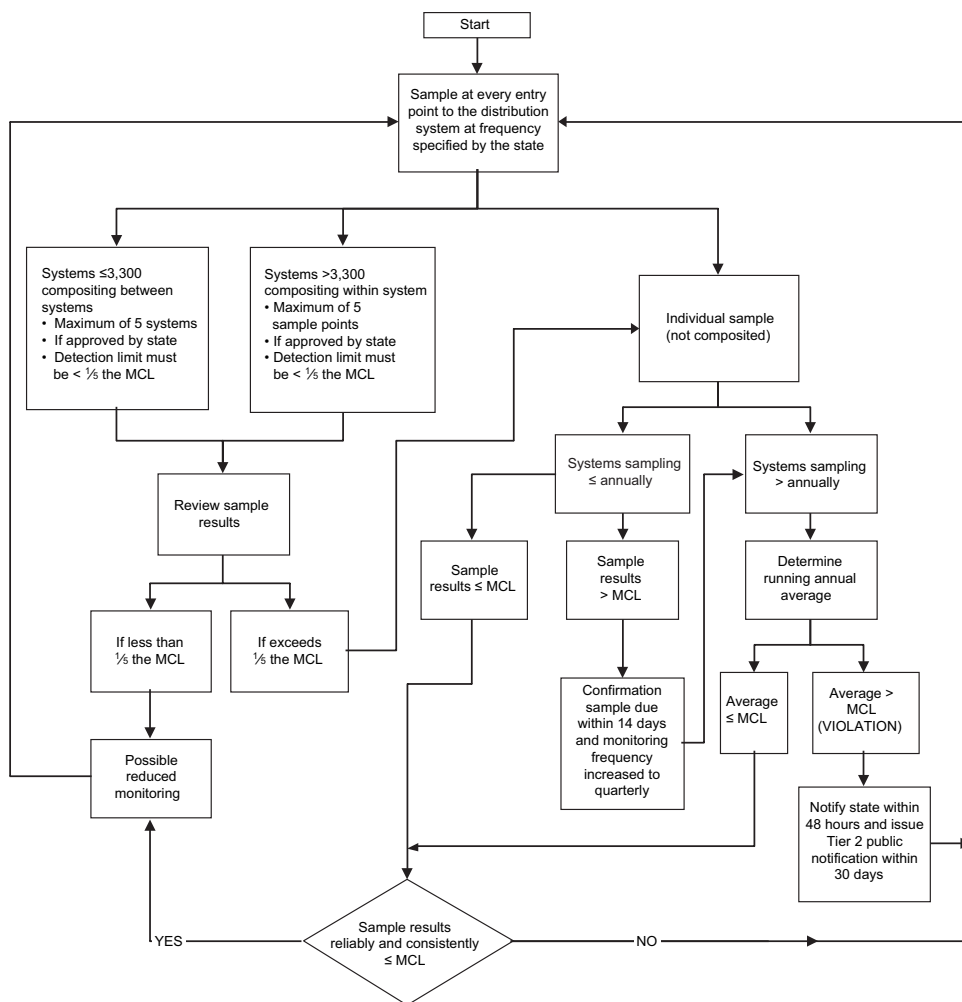 Start
Sample at every entry
point to the distribution
system at frequency
specified by the state
Systems ≤3,300
compositing between
systems
• Maximum of 5 systems
• If approved by state
• Detection limit must
be < ⅕ the MCL
Systems >3,300
compositing within system
• Maximum of 5
sample points
• If approved by state
• Detection limit must
be < ⅕ the MCL
Individual sample
(not composited)
Review sample
results
Systems sampling
≤ annually
Systems sampling
> annually
Sample
results ≤ MCL
Sample
results
> MCL
Determine
running annual
average
If less than
⅕ the MCL
If exceeds
⅕ the MCL
Confirmation
sample due
within 14 days
and monitoring
frequency
increased to
quarterly
Average
≤ MCL
Average >
MCL
(VIOLATION)
Possible
reduced
monitoring
Notify state within
48 hours and issue
Tier 2 public
notification within
30 days
Sample results
reliably and consistently
≤ MCL
YES
NO